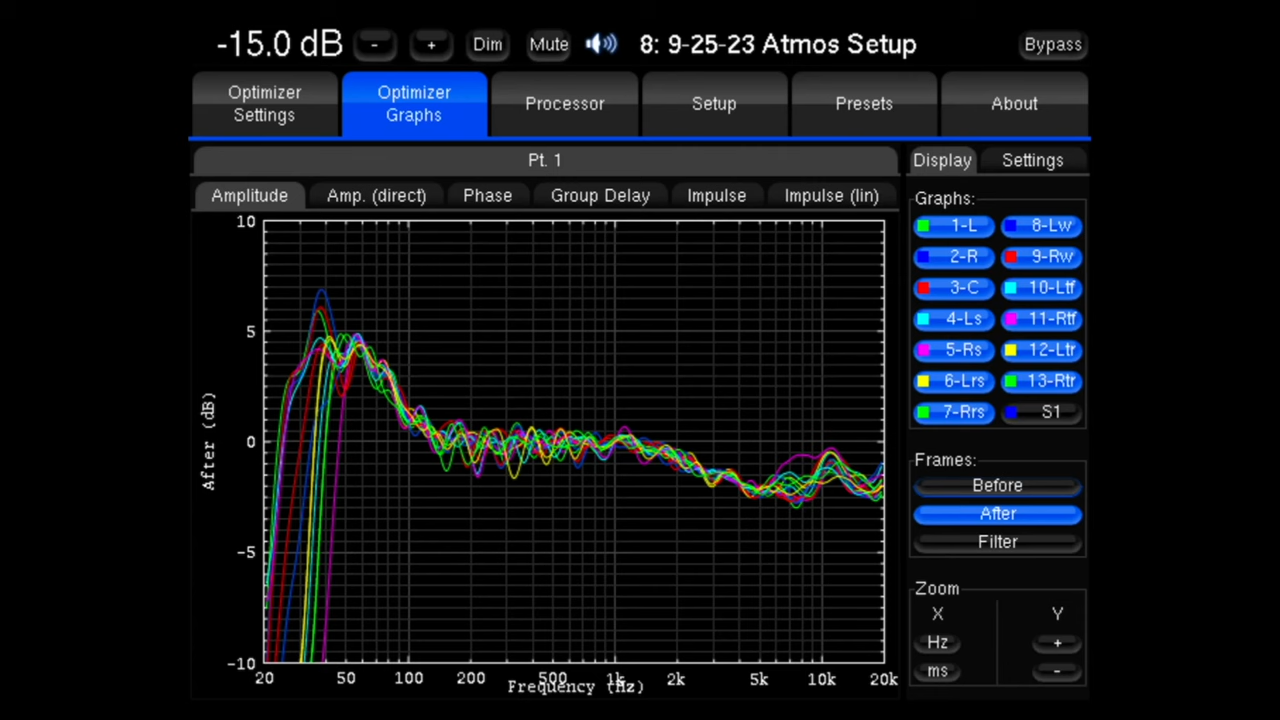 -15.0 dB - + Dim Mute 8: 9-25-23 Atmos Setup Bypass
Optimizer Settings
Optimizer Graphs
Processor
Setup
Presets
About
Pt. 1
Display Settings
Amplitude Amp. (direct) Phase Group Delay Impulse Impulse (lin)
After (dB)
10
5
0
-5
-10
20 50 100 200 500 1k 2k 5k 10k 20k
Frequency (Hz)
Graphs:
1-L 8-Lw
2-R 9-Rw
3-C 10-Ltf
4-Ls 11-Rtf
5-Rs 12-Ltr
6-Lrs 13-Rtr
7-Rrs S1
Frames:
Before
After
Filter
Zoom
X Y
Hz +
ms -